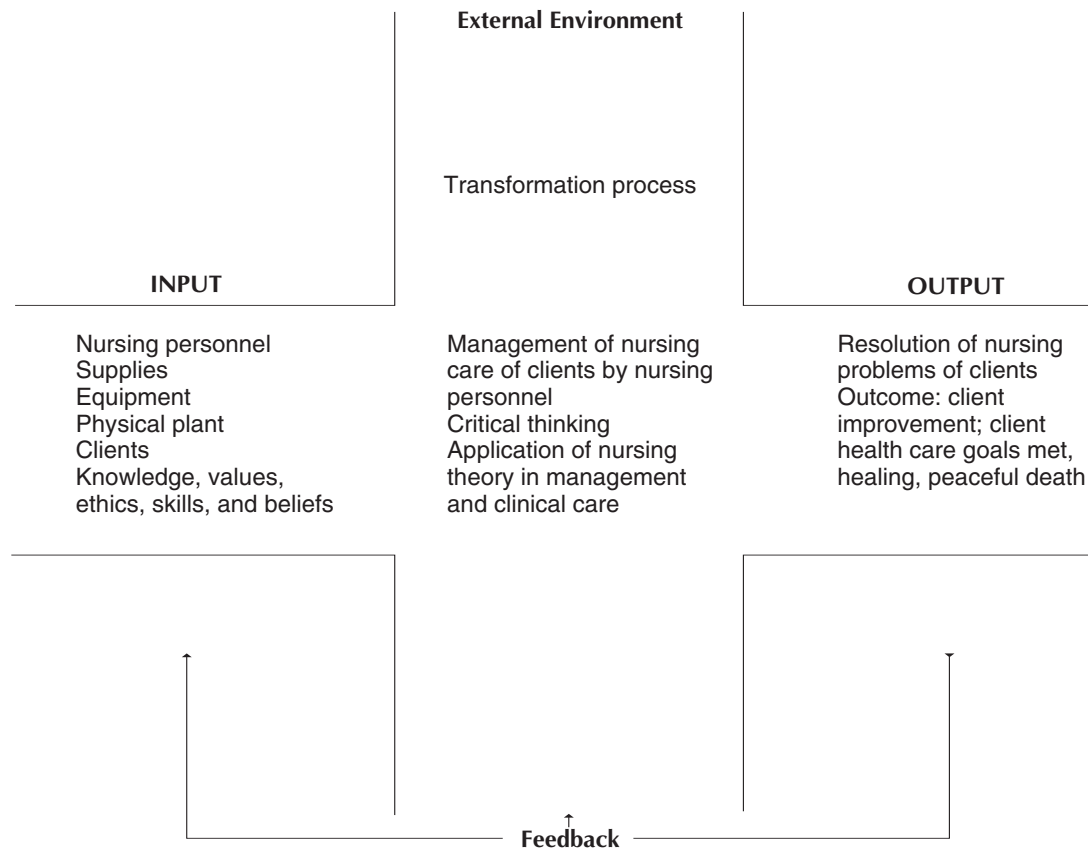 External Environment
Transformation process
INPUT
Nursing personnel
Supplies
Equipment
Physical plant
Clients
Knowledge, values,
ethics, skills, and beliefs
Management of nursing
care of clients by nursing
personnel
Critical thinking
Application of nursing
theory in management
and clinical care
OUTPUT
Resolution of nursing
problems of clients
Outcome: client
improvement; client
health care goals met,
healing, peaceful death
Feedback